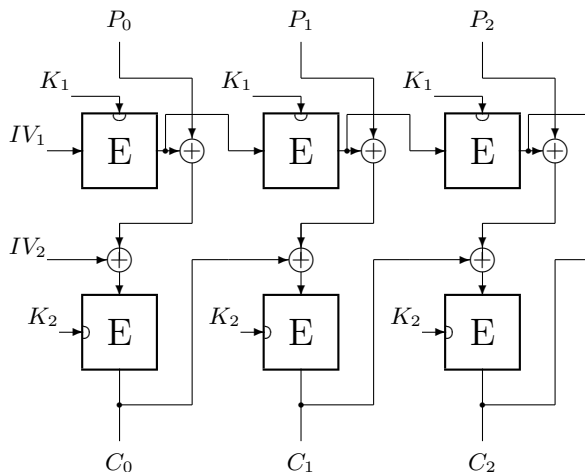 P₀ P₁ P₂
K₁ K₁ K₁
IV₁ E E E
IV₂
K₂ E K₂ E K₂ E
C₀ C₁ C₂